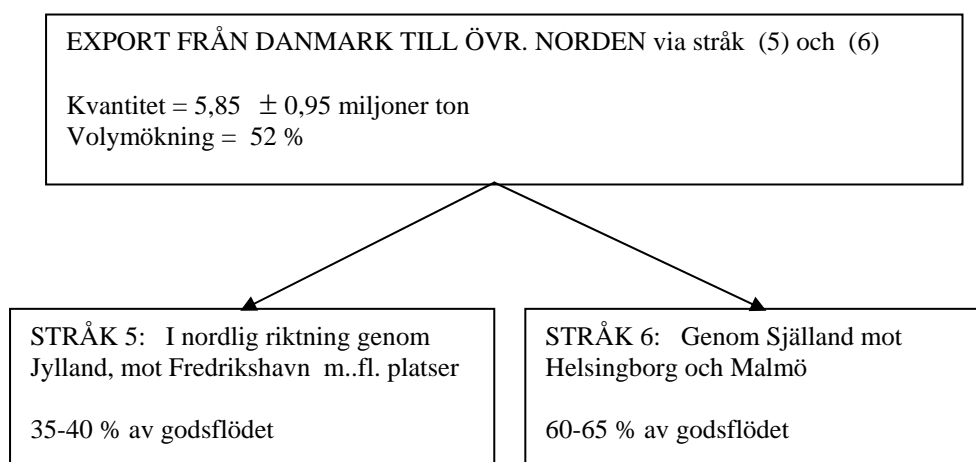 EXPORT FRÅN DANMARK TILL ÖVR. NORDEN via stråk (5) och (6)
Kvantitet = 5,85 ± 0,95 miljoner ton
Volymökning = 52 %
STRÅK 5: I nordlig riktning genom
Jylland, mot Fredrikshavn m..fl. platser
35-40 % av godsflödet
STRÅK 6: Genom Själland mot
Helsingborg och Malmö
60-65 % av godsflödet